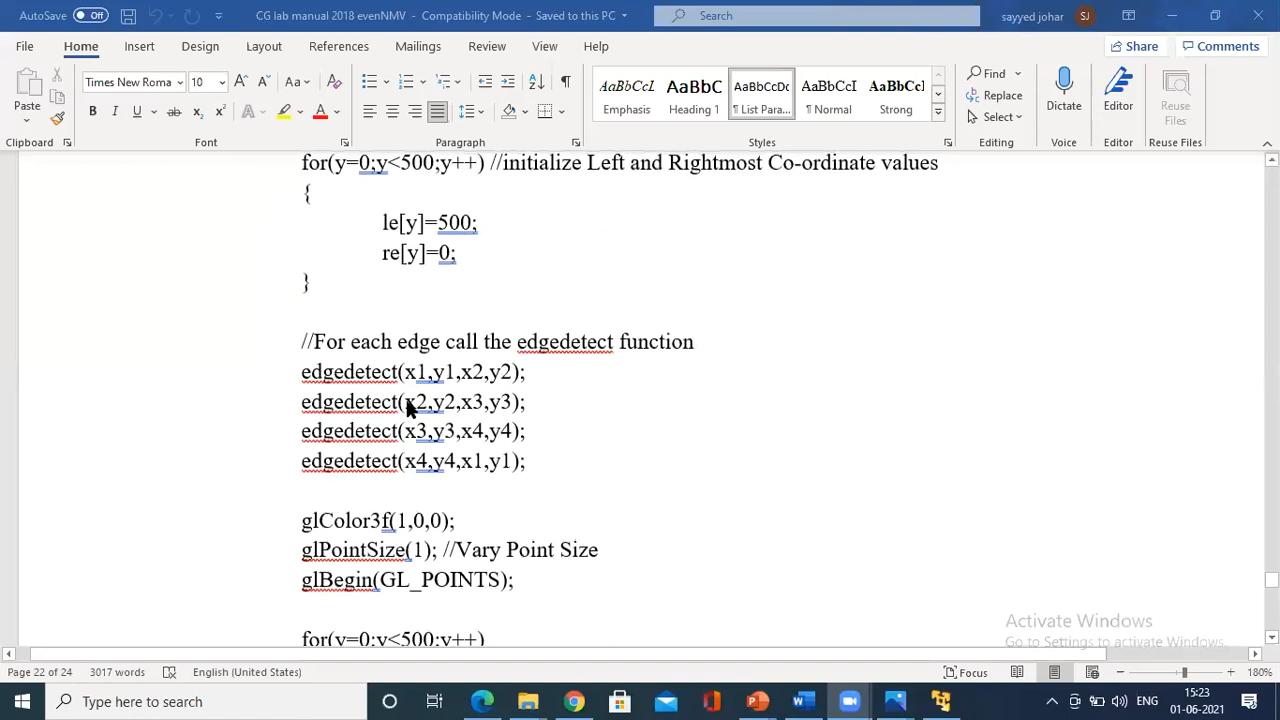 AutoSave Off CG lab manual 2018 evenNMV - Compatibility Mode - Saved to this PC Search sayyed johar SJ
File Home Insert Design Layout References Mailings Review View Help Share Comments
Paste Times New Roma 10 Aa AaBbCcL AaBbC AaBbCcDc AaBbCcI AaBbCc. Find Replace Select Dictate Editor Reuse Files
B I U ab x₂ x² A A Emphasis Heading 1 ¶ List Para... ¶ Normal Strong
Clipboard Font Paragraph Styles Editing Voice Editor Reuse Files
for(y=0;y<500;y++) //initialize Left and Rightmost Co-ordinate values
{
le[y]=500;
re[y]=0;
}
//For each edge call the edgedetect function
edgedetect(x1,y1,x2,y2);
edgedetect(x2,y2,x3,y3);
edgedetect(x3,y3,x4,y4);
edgedetect(x4,y4,x1,y1);
glColor3f(1,0,0);
glPointSize(1); //Vary Point Size
glBegin(GL_POINTS);
for(y=0;y<500;y++)
Activate Windows
Go to Settings to activate Windows.
Page 22 of 24 3017 words English (United States) Focus 180%
Type here to search ENG 15:23
01-06-2021